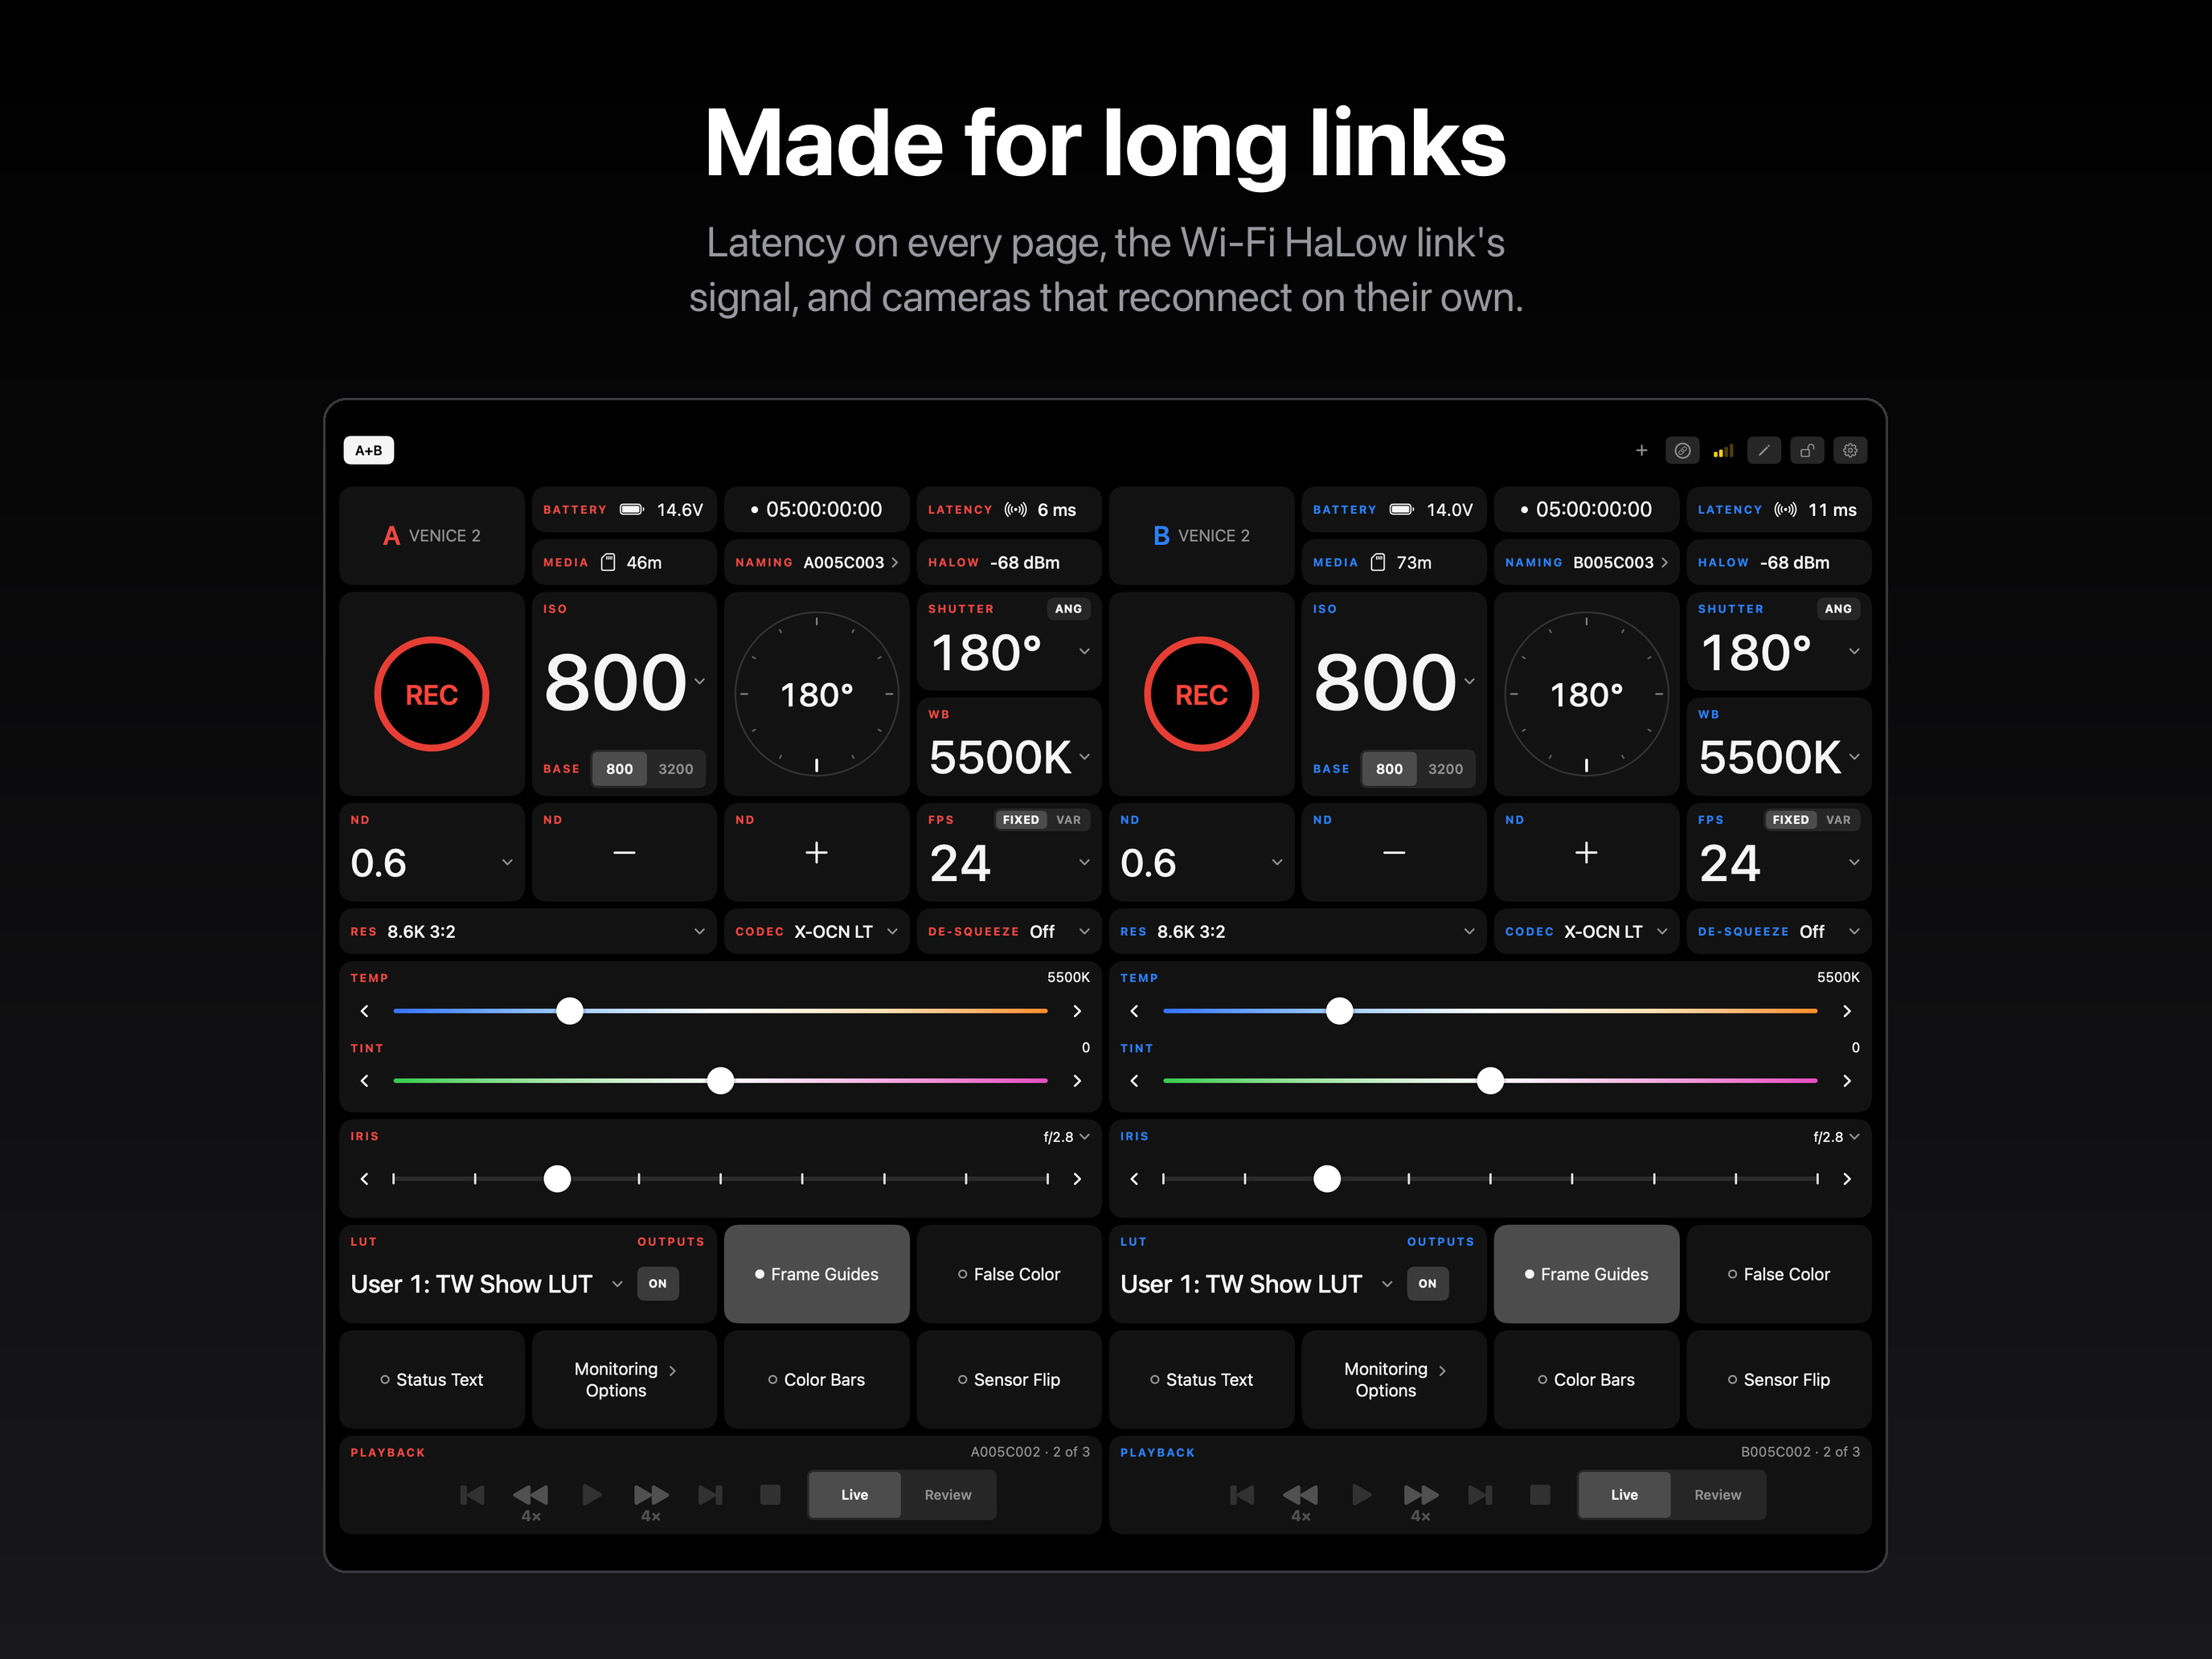 Made for long links
Latency on every page, the Wi-Fi HaLow link's
signal, and cameras that reconnect on their own.
A+B
A VENICE 2
BATTERY 14.6V
05:00:00:00
LATENCY 6 ms
MEDIA 46m
NAMING A005C003
HALOW -68 dBm
REC
ISO
800
BASE 800 3200
180°
SHUTTER ANG
180°
WB
5500K
ND
0.6
ND
ND
FPS FIXED VAR
24
RES 8.6K 3:2
CODEC X-OCN LT
DE-SQUEEZE Off
TEMP 5500K
TINT 0
IRIS f/2.8
LUT OUTPUTS
User 1: TW Show LUT ON
Frame Guides
False Color
Status Text
Monitoring
Options
Color Bars
Sensor Flip
PLAYBACK A005C002 · 2 of 3
Live Review
4× 4×
B VENICE 2
BATTERY 14.0V
05:00:00:00
LATENCY 11 ms
MEDIA 73m
NAMING B005C003
HALOW -68 dBm
REC
ISO
800
BASE 800 3200
180°
SHUTTER ANG
180°
WB
5500K
ND
0.6
ND
ND
FPS FIXED VAR
24
RES 8.6K 3:2
CODEC X-OCN LT
DE-SQUEEZE Off
TEMP 5500K
TINT 0
IRIS f/2.8
LUT OUTPUTS
User 1: TW Show LUT ON
Frame Guides
False Color
Status Text
Monitoring
Options
Color Bars
Sensor Flip
PLAYBACK B005C002 · 2 of 3
Live Review
4× 4×